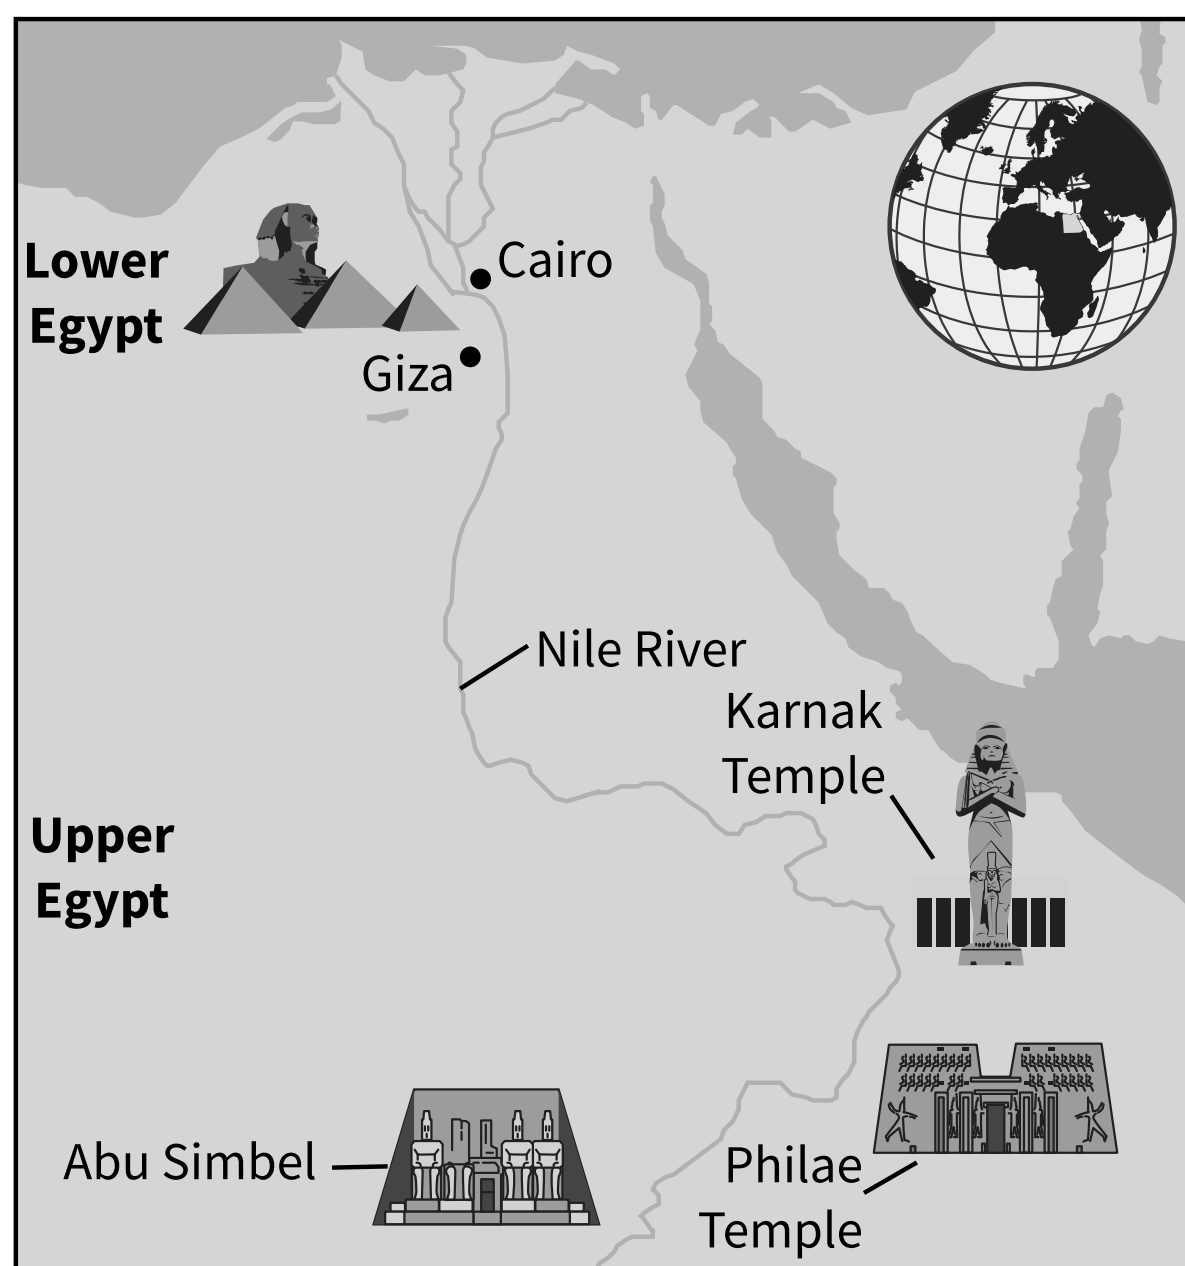 Lower
Egypt
Cairo
Giza
Nile River
Karnak
Temple
Upper
Egypt
Abu Simbel
Philae
Temple